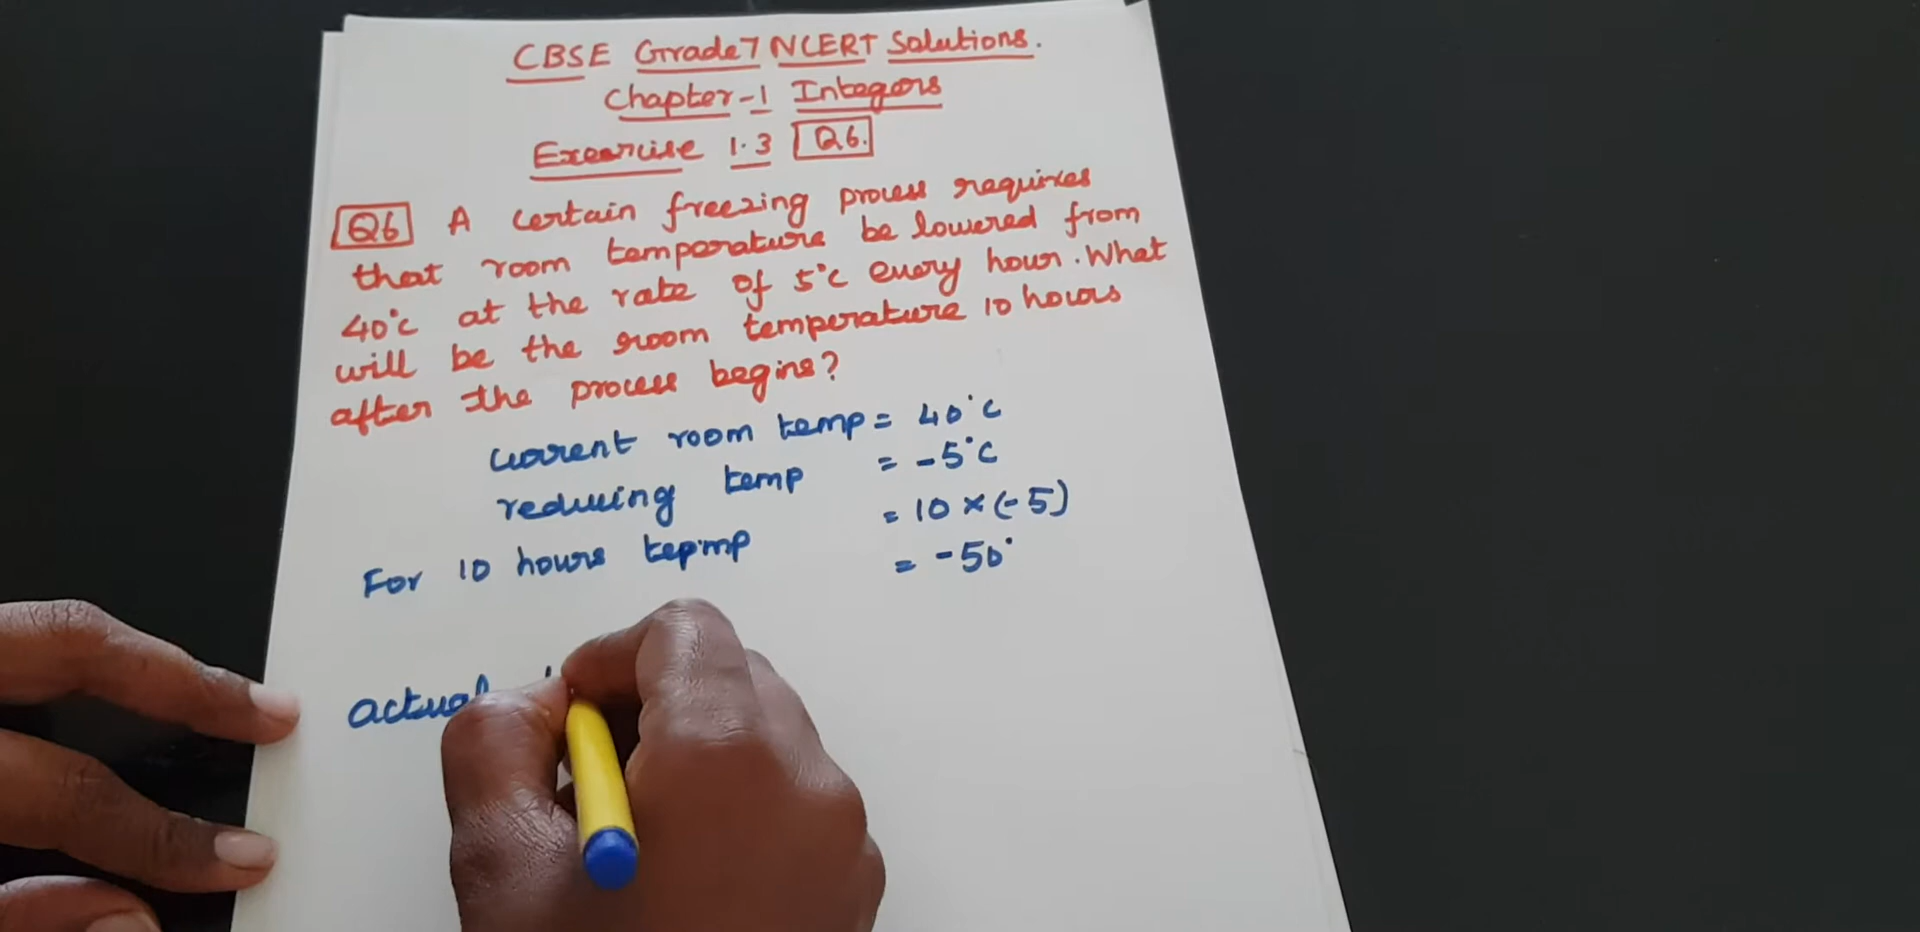 CBSE Grade 7 NCERT Solutions.
Chapter-1 Integers
Exercise 1.3 Q6.
Q6 A certain freezing process requires
that room temperature be lowered from
40°c at the rate of 5°c every hour. What
will be the room temperature 10 hours
after the process begins?
current room temp = 40°c
reducing temp = -5°c
For 10 hours tepmp = 10 × (-5)
= -50°
actual